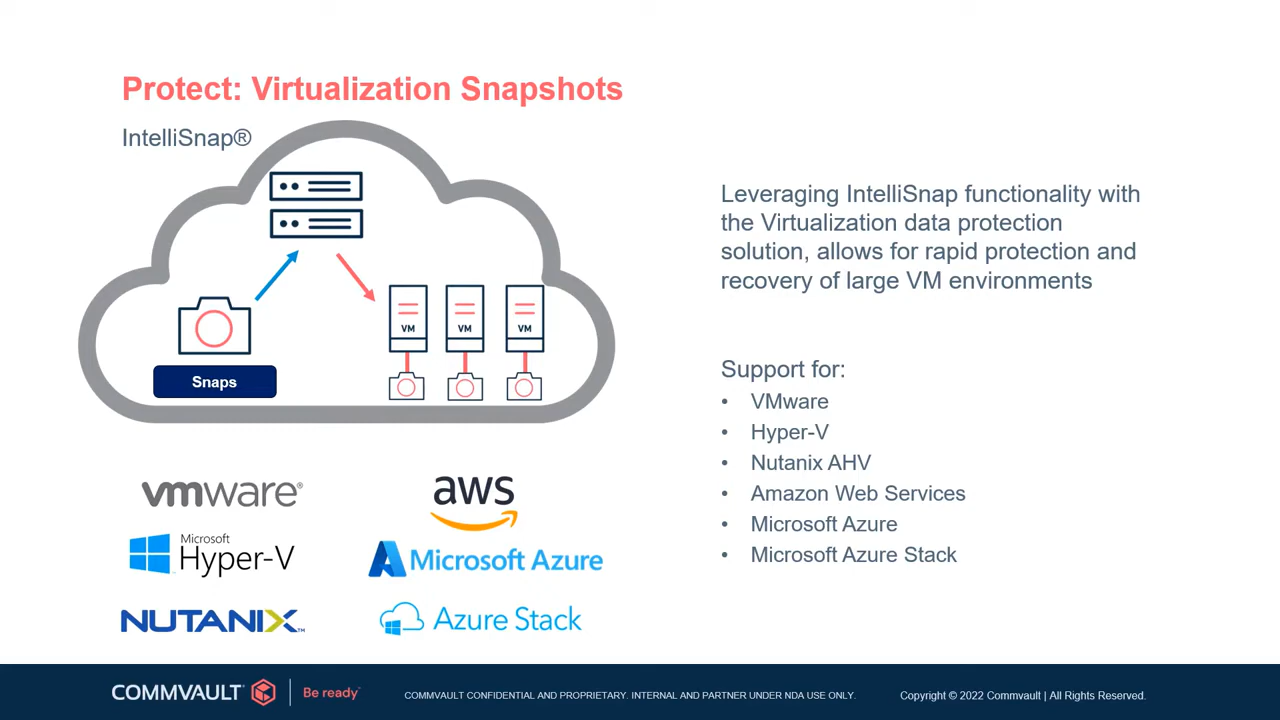 Protect: Virtualization Snapshots
IntelliSnap®
VM VM VM
Snaps
Leveraging IntelliSnap functionality with
the Virtualization data protection
solution, allows for rapid protection and
recovery of large VM environments
Support for:
• VMware
• Hyper-V
• Nutanix AHV
• Amazon Web Services
• Microsoft Azure
• Microsoft Azure Stack
vmware®
aws
Microsoft
Hyper-V
Microsoft Azure
NUTANIX™
Azure Stack
COMMVAULT Be ready™ COMMVAULT CONFIDENTIAL AND PROPRIETARY. INTERNAL AND PARTNER UNDER NDA USE ONLY. Copyright © 2022 Commvault | All Rights Reserved.